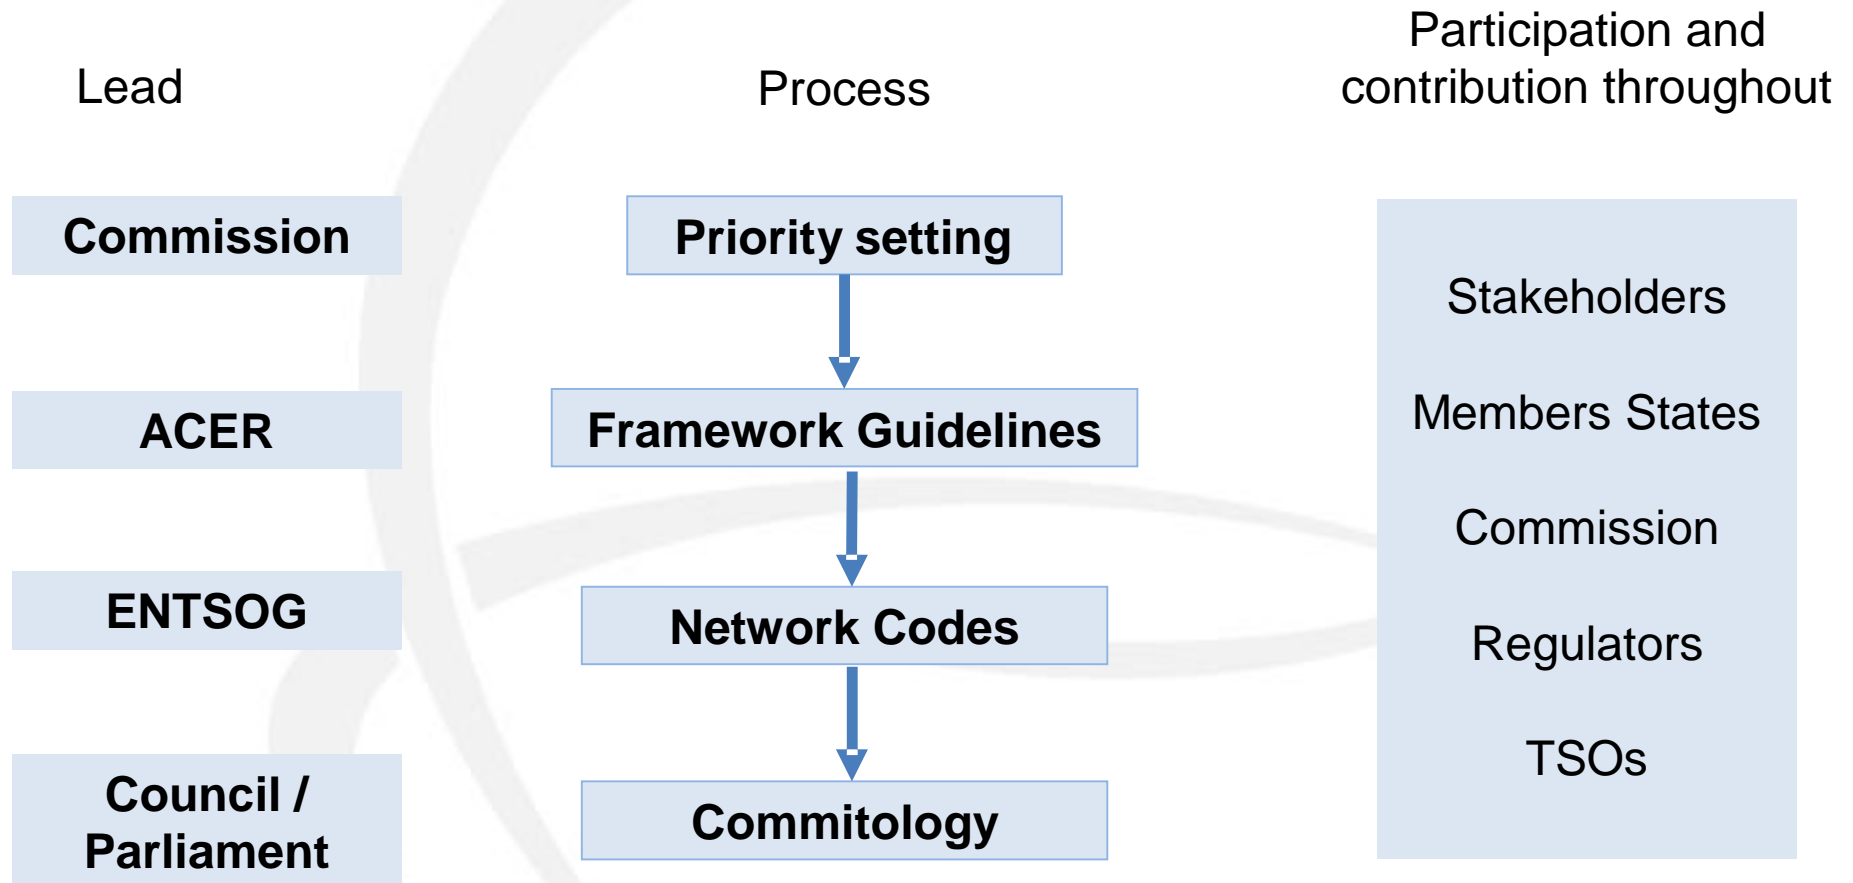 Lead
Process
Participation and
contribution throughout
Commission
Priority setting
ACER
Framework Guidelines
ENTSOG
Network Codes
Council /
Parliament
Commitology
Stakeholders
Members States
Commission
Regulators
TSOs